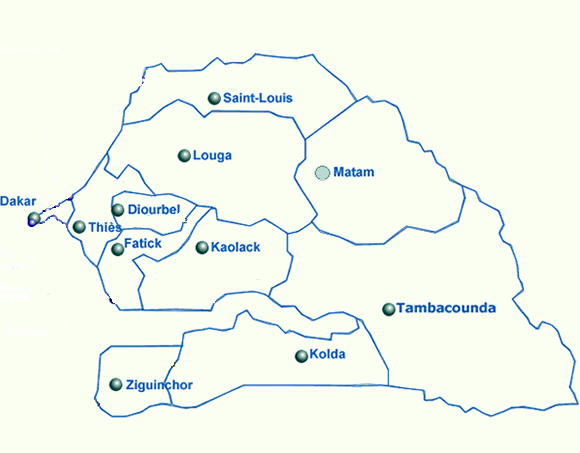 Saint-Louis
Louga
Matam
Dakar
Diourbel
Thiès
Fatick
Kaolack
Tambacounda
Kolda
Ziguinchor